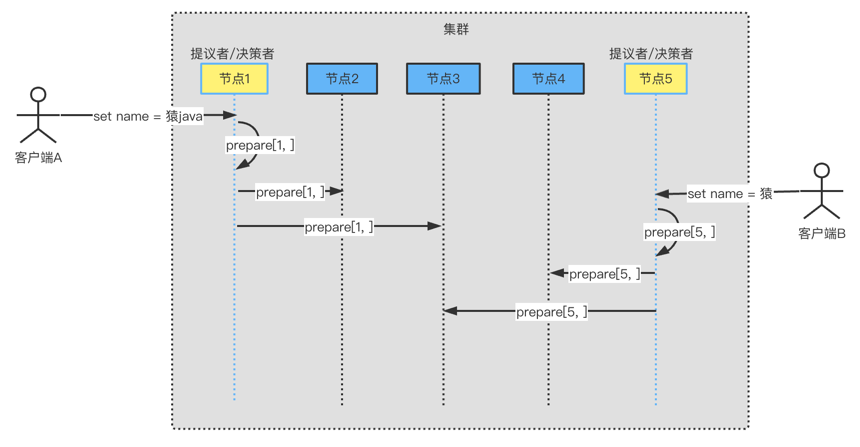 集群
提议者/决策者
提议者/决策者
节点1
节点2
节点3
节点4
节点5
set name = 猿java
prepare[1, ]
客户端A
prepare[1, ]
set name = 猿
prepare[1, ]
prepare[5, ]
客户端B
prepare[5, ]
prepare[5, ]